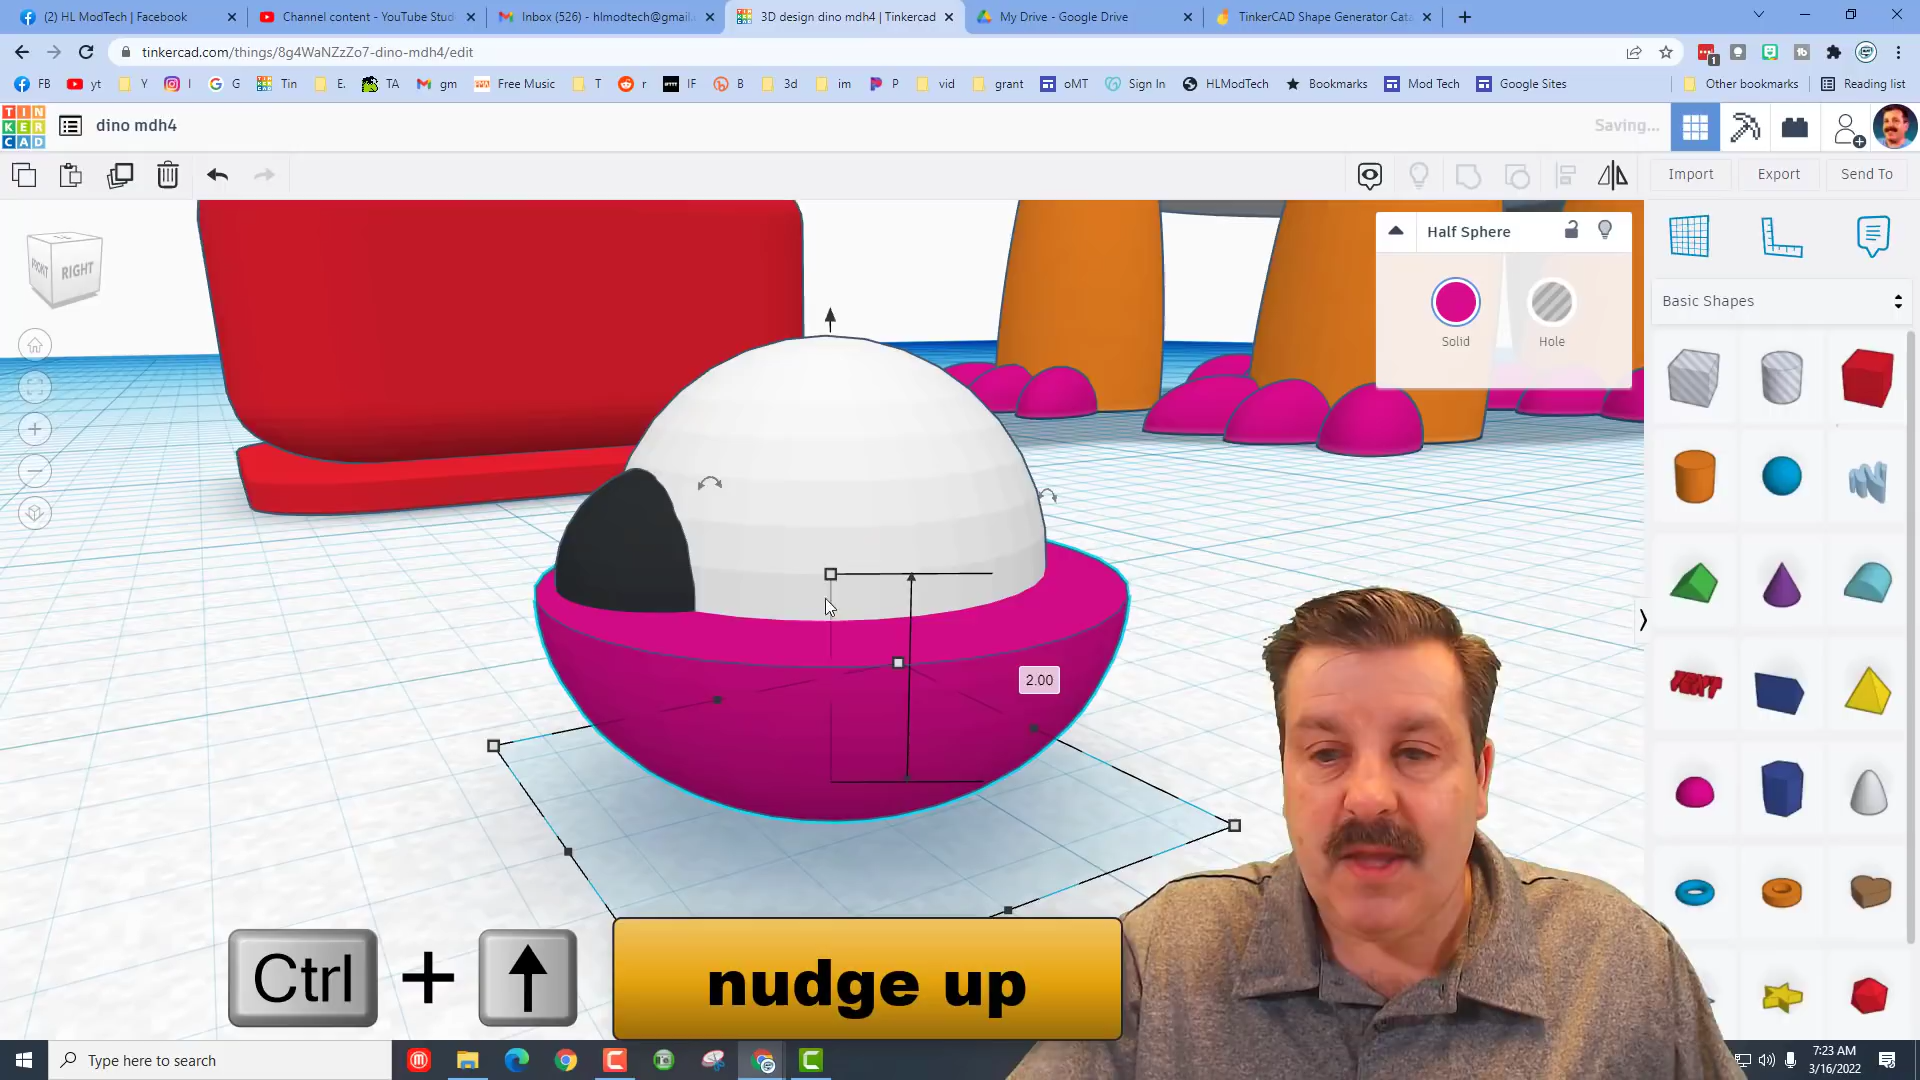 (2) HL ModTech | Facebook
Channel content - YouTube Stud
Inbox (526) - hlmodtech@gmail.
3D design dino mdh4 | Tinkercad
My Drive - Google Drive
TinkerCAD Shape Generator Cata
tinkercad.com/things/8g4WaNZzZo7-dino-mdh4/edit
FB yt Y I G Tin E. TA gm Free Music T r IF B 3d im P vid grant oMT Sign In HLModTech Bookmarks Mod Tech Google Sites Other bookmarks Reading list
TIN
KER
CAD
dino mdh4
Saving...
Import Export Send To
FRONT RIGHT
Half Sphere
Solid Hole
Basic Shapes
TEXT
2.00
Ctrl + ↑ nudge up
Type here to search
7:23 AM
3/16/2022